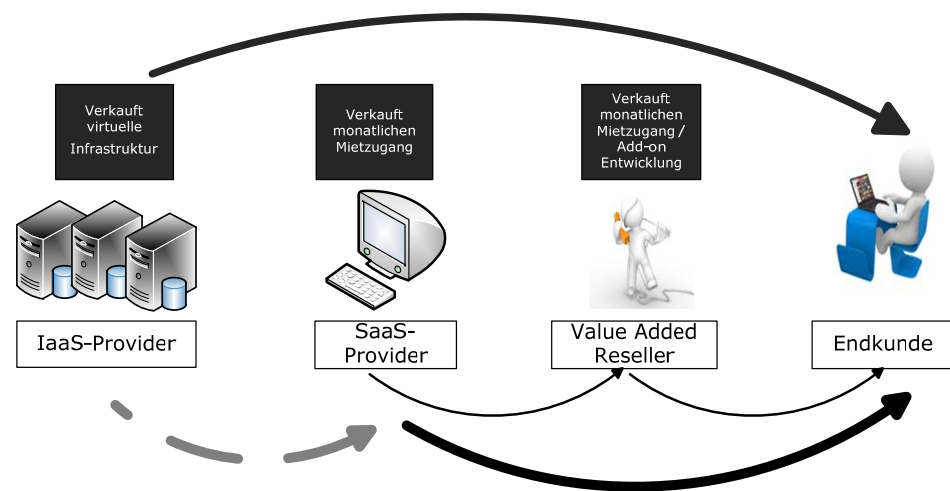 Verkauft
virtuelle
Infrastruktur
Verkauft
monatlichen
Mietzugang
Verkauft
monatlichen
Mietzugang /
Add-on
Entwicklung
IaaS-Provider
SaaS-
Provider
Value Added
Reseller
Endkunde